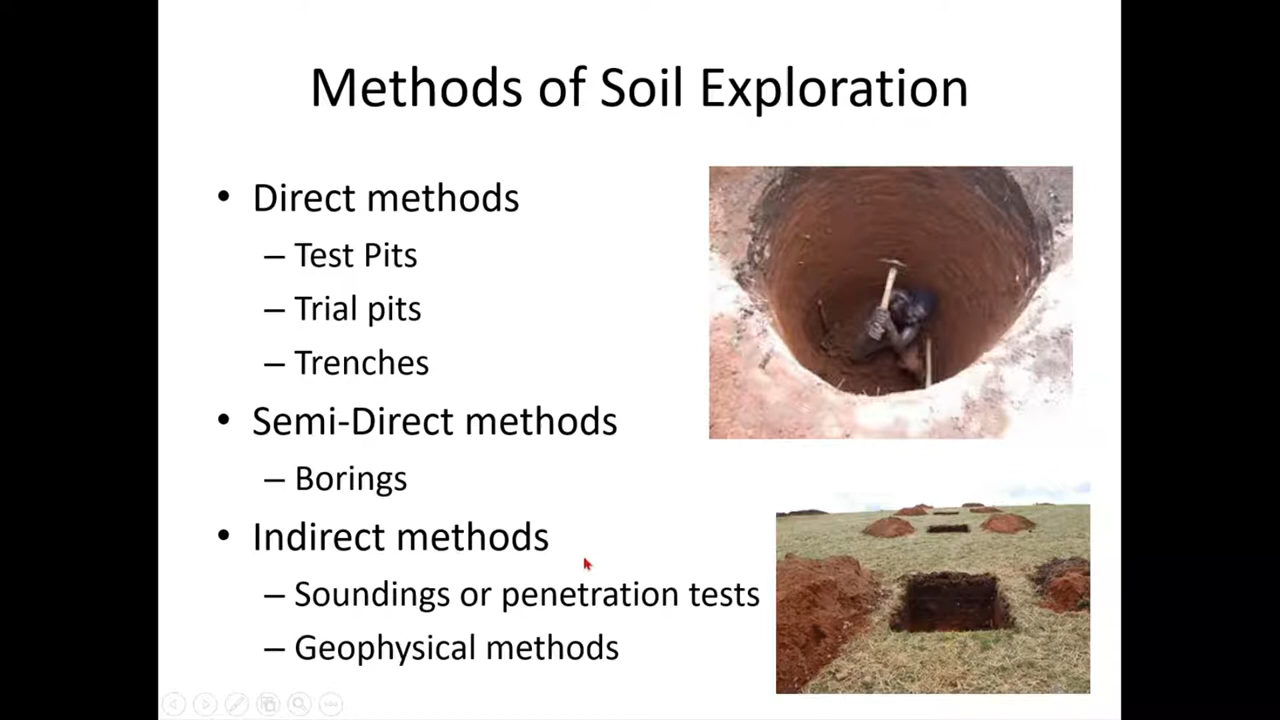 Methods of Soil Exploration
• Direct methods
– Test Pits
– Trial pits
– Trenches
• Semi-Direct methods
– Borings
• Indirect methods
– Soundings or penetration tests
– Geophysical methods